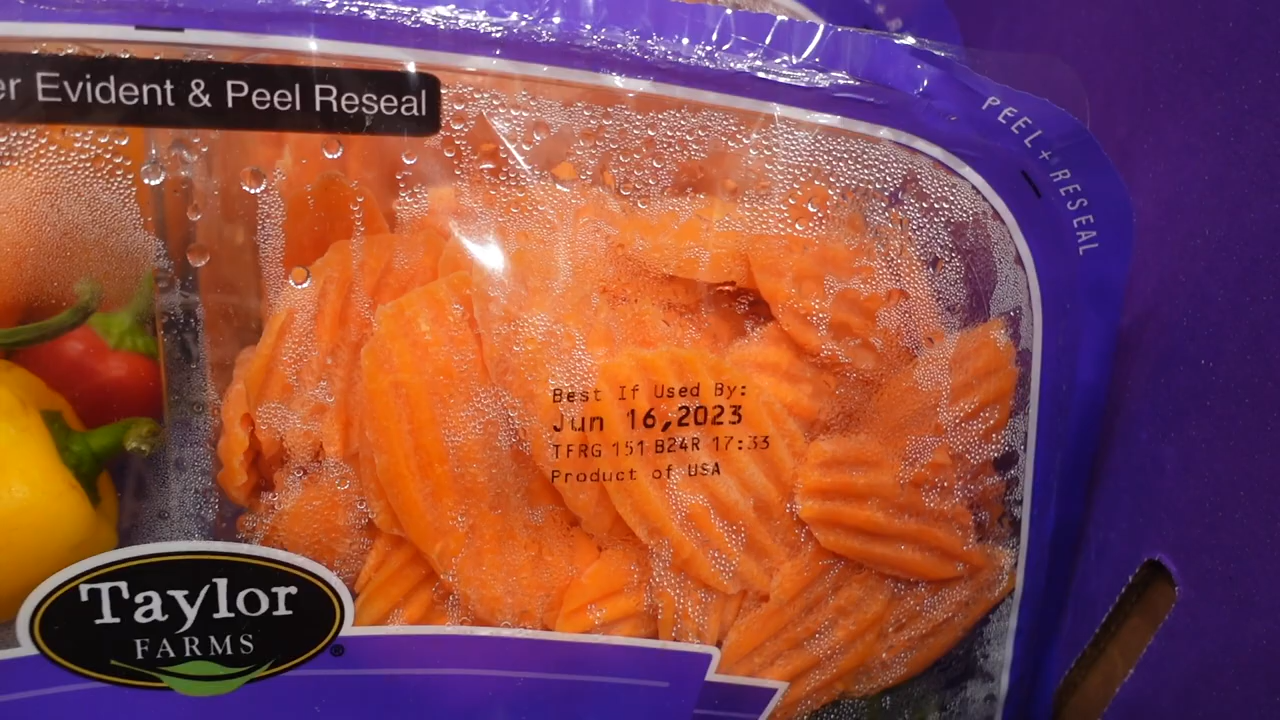 er Evident & Peel Reseal
PEEL + RESEAL
Best If Used By:
Jun 16,2023
TFRG 151 B24R 17:33
Product of USA
Taylor
FARMS®